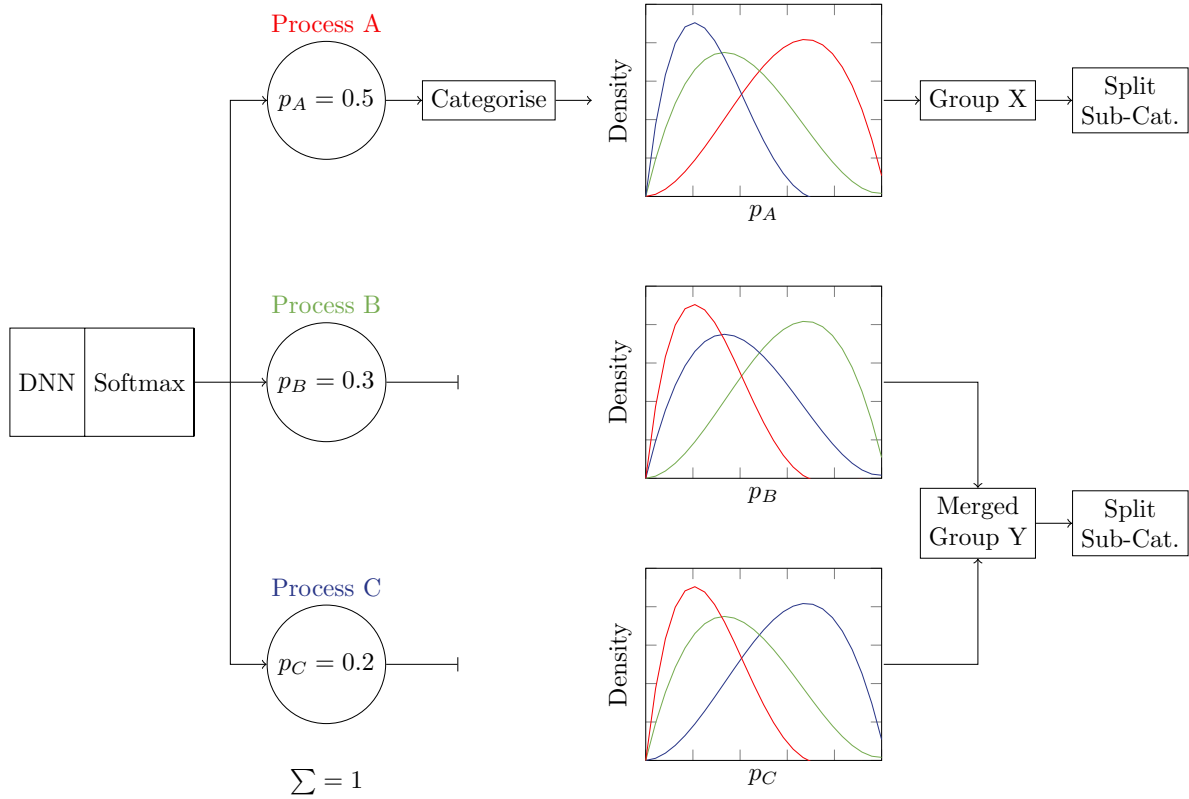 Process A
p_A = 0.5
Categorise
Density
p_A
Group X
Split
Sub-Cat.
DNN
Softmax
Process B
p_B = 0.3
Density
p_B
Merged
Group Y
Split
Sub-Cat.
Process C
p_C = 0.2
Density
p_C
∑ = 1